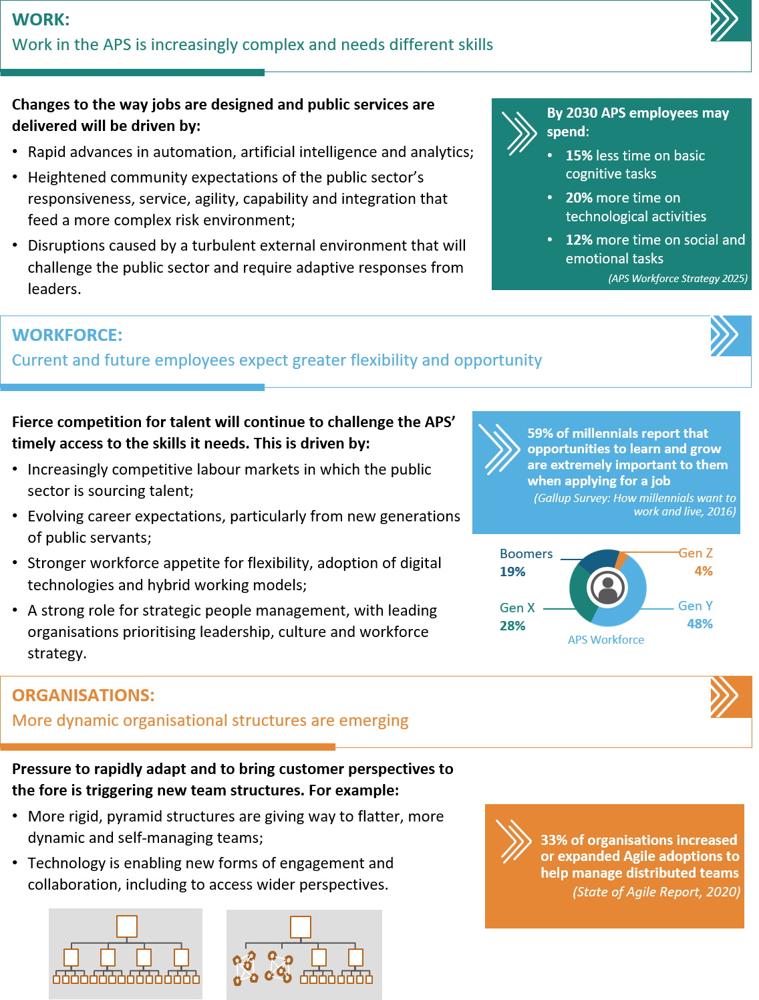 WORK:
Work in the APS is increasingly complex and needs different skills
Changes to the way jobs are designed and public services are
delivered will be driven by:
• Rapid advances in automation, artificial intelligence and analytics;
• Heightened community expectations of the public sector’s
responsiveness, service, agility, capability and integration that
feed a more complex risk environment;
• Disruptions caused by a turbulent external environment that will
challenge the public sector and require adaptive responses from
leaders.
By 2030 APS employees may
spend:
• 15% less time on basic
cognitive tasks
• 20% more time on
technological activities
• 12% more time on social and
emotional tasks
(APS Workforce Strategy 2025)
WORKFORCE:
Current and future employees expect greater flexibility and opportunity
Fierce competition for talent will continue to challenge the APS’
timely access to the skills it needs. This is driven by:
• Increasingly competitive labour markets in which the public
sector is sourcing talent;
• Evolving career expectations, particularly from new generations
of public servants;
• Stronger workforce appetite for flexibility, adoption of digital
technologies and hybrid working models;
• A strong role for strategic people management, with leading
organisations prioritising leadership, culture and workforce
strategy.
59% of millennials report that
opportunities to learn and grow
are extremely important to them
when applying for a job
(Gallup Survey: How millennials want to
work and live, 2016)
Boomers
19%
Gen Z
4%
Gen X
28%
Gen Y
48%
APS Workforce
ORGANISATIONS:
More dynamic organisational structures are emerging
Pressure to rapidly adapt and to bring customer perspectives to
the fore is triggering new team structures. For example:
• More rigid, pyramid structures are giving way to flatter, more
dynamic and self-managing teams;
• Technology is enabling new forms of engagement and
collaboration, including to access wider perspectives.
33% of organisations increased
or expanded Agile adoptions to
help manage distributed teams
(State of Agile Report, 2020)